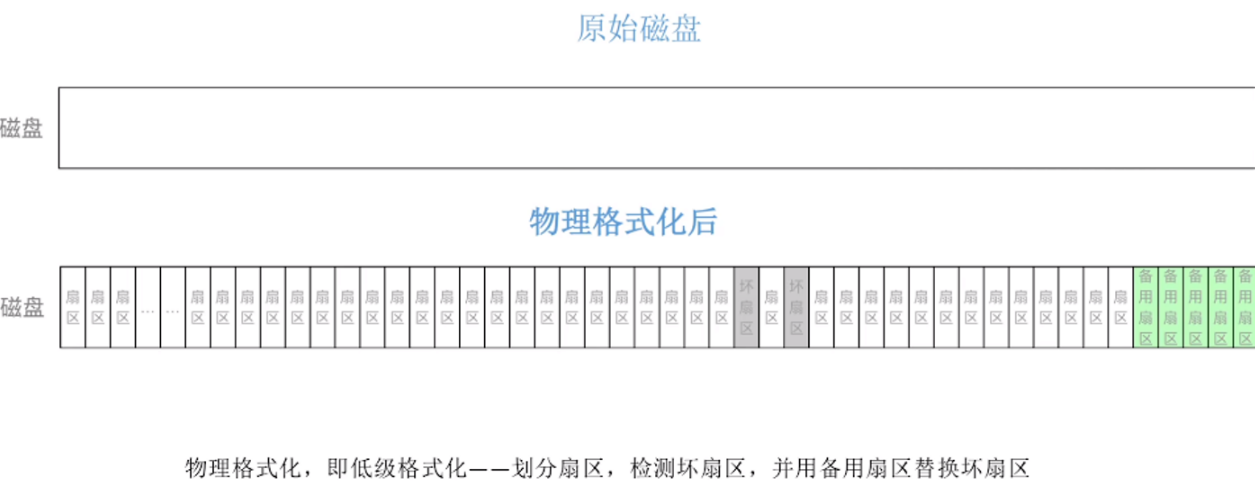 原始磁盘
磁盘
物理格式化后
磁盘 扇区 扇区 扇区 … … 扇区 扇区 扇区 扇区 扇区 扇区 扇区 扇区 扇区 扇区 扇区 扇区 扇区 扇区 扇区 扇区 扇区 扇区 扇区 扇区 扇区 扇区 坏扇区 扇区 坏扇区 扇区 扇区 扇区 扇区 扇区 扇区 扇区 扇区 扇区 扇区 扇区 扇区 扇区 备用扇区 备用扇区 备用扇区 备用扇区 备用扇区
物理格式化，即低级格式化——划分扇区，检测坏扇区，并用备用扇区替换坏扇区